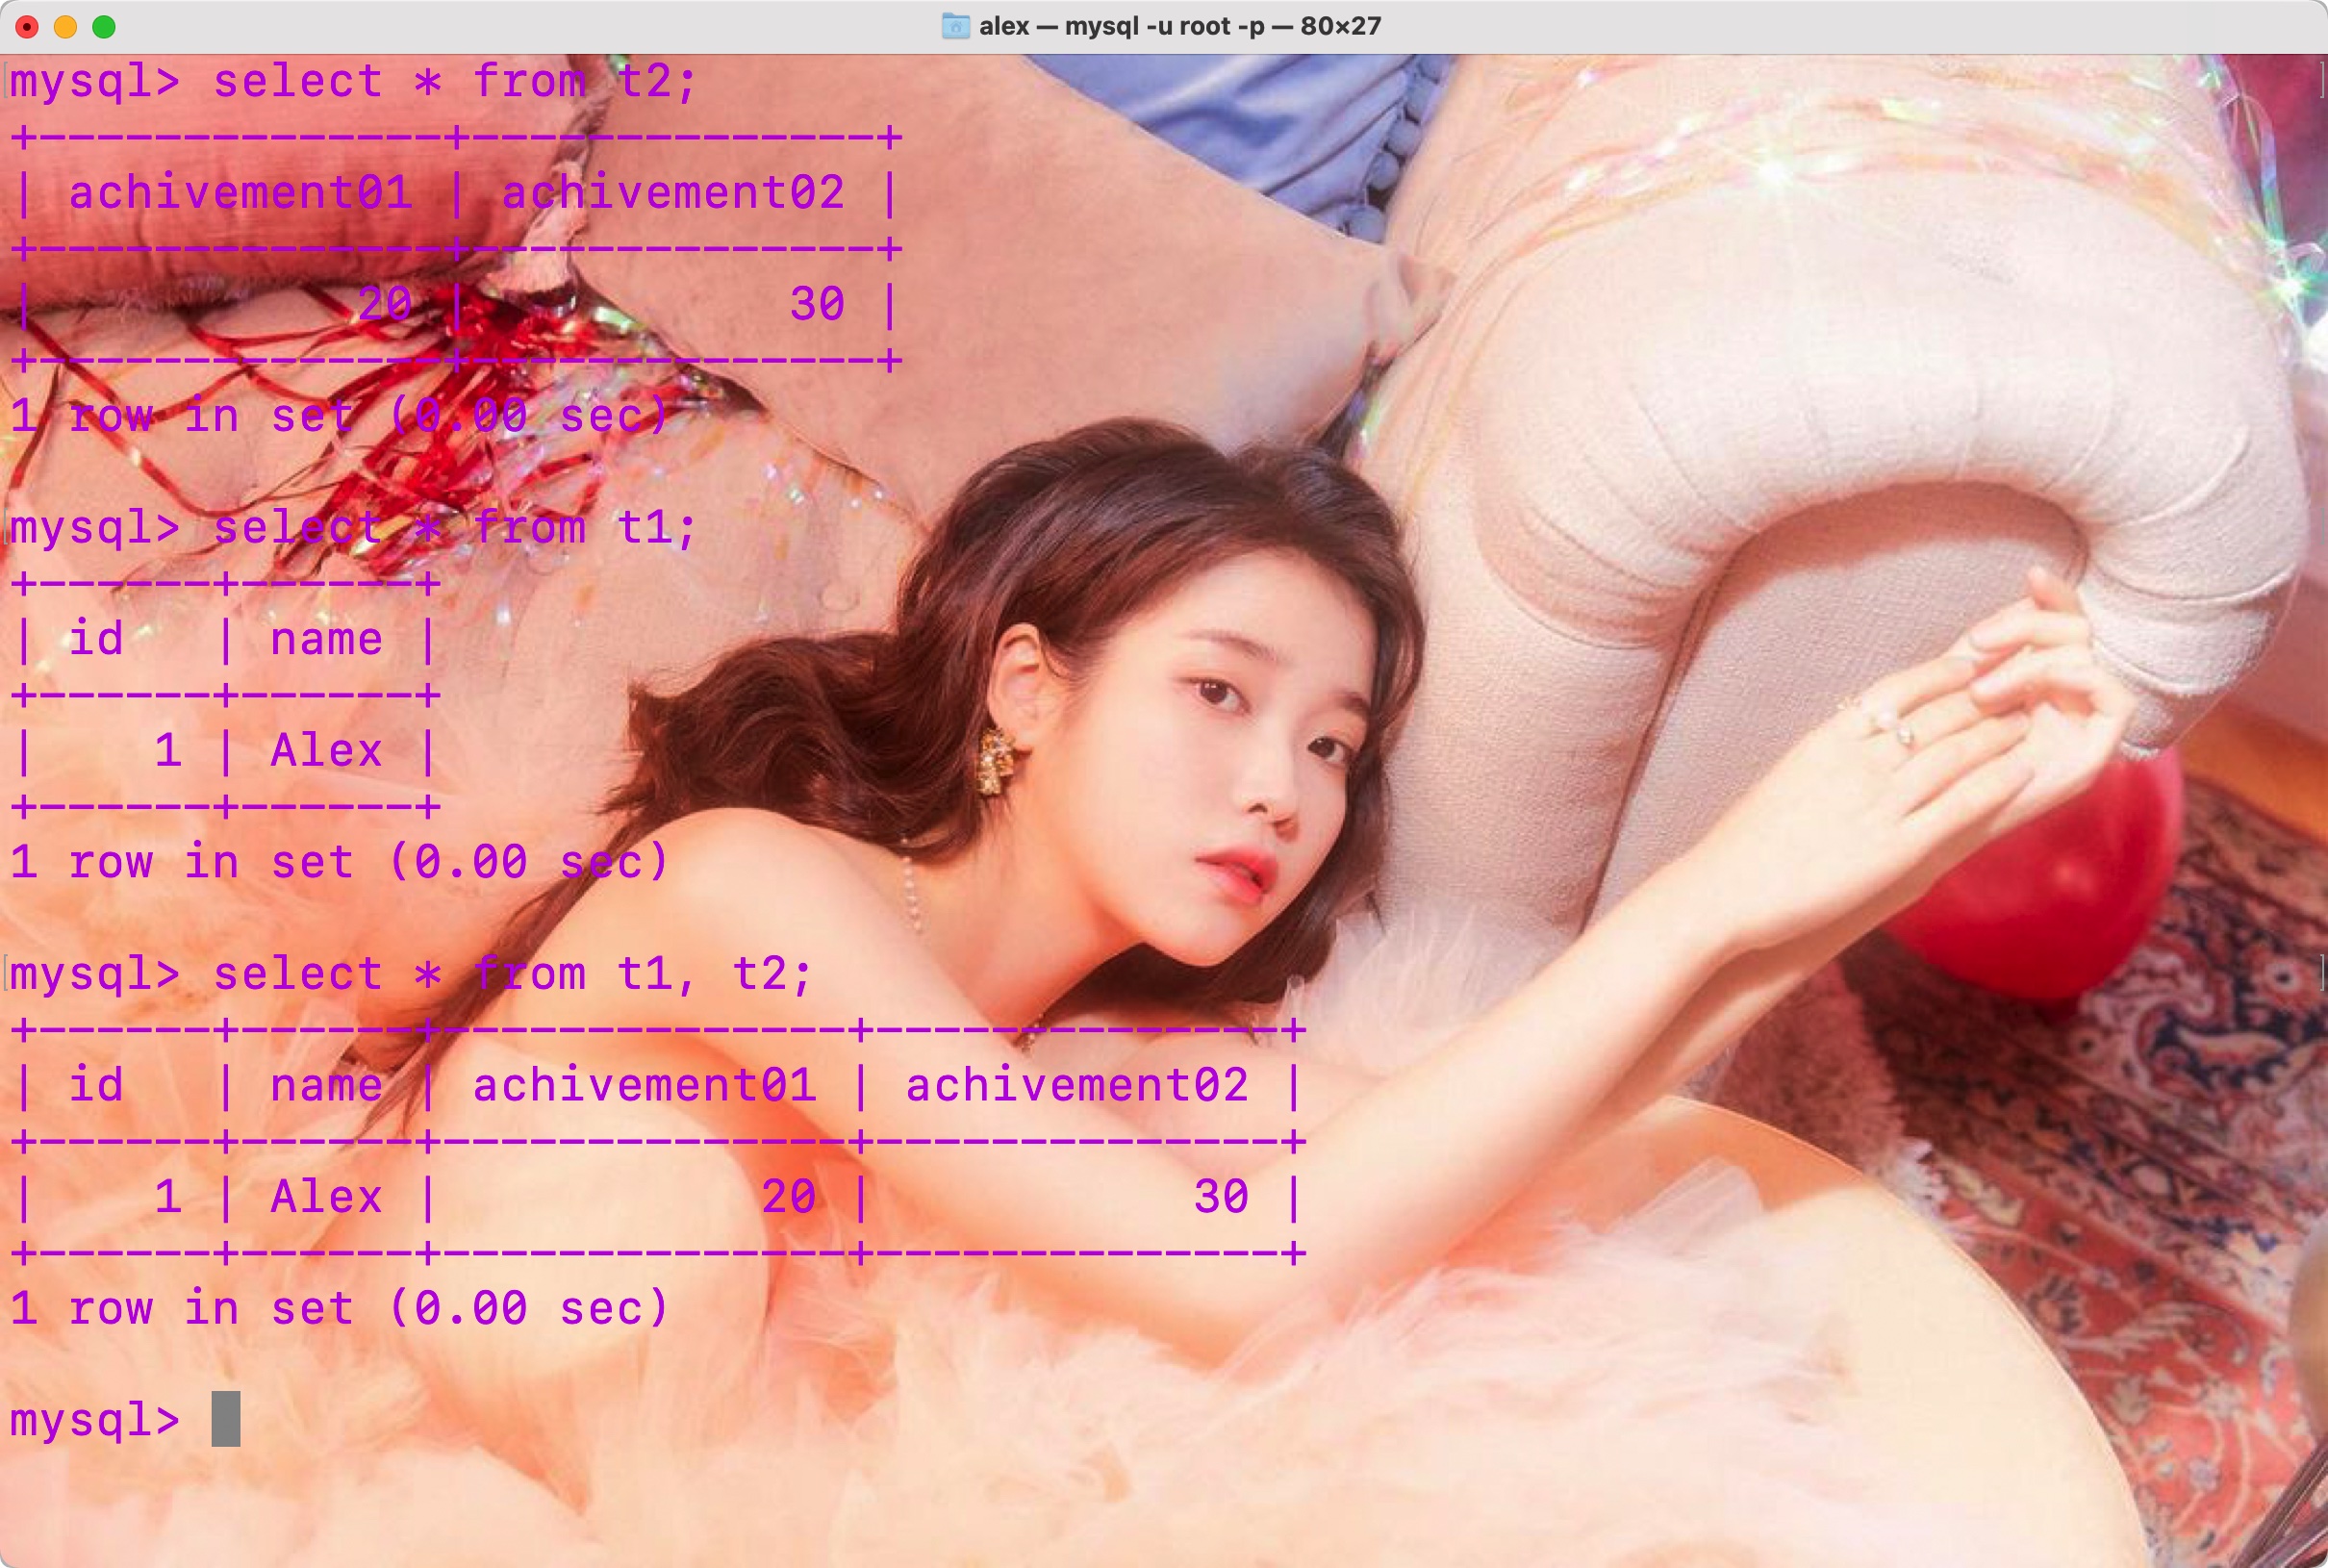 alex — mysql -u root -p — 80×27
mysql> select * from t2;
+---------------+---------------+
| achivement01 | achivement02 |
+---------------+---------------+
|           20 |           30 |
+---------------+---------------+
1 row in set (0.00 sec)
mysql> select * from t1;
+------+------+
| id   | name |
+------+------+
|    1 | Alex |
+------+------+
1 row in set (0.00 sec)
mysql> select * from t1, t2;
+------+------+--------------+--------------+
| id   | name | achivement01 | achivement02 |
+------+------+--------------+--------------+
|    1 | Alex |           20 |           30 |
+------+------+--------------+--------------+
1 row in set (0.00 sec)
mysql>